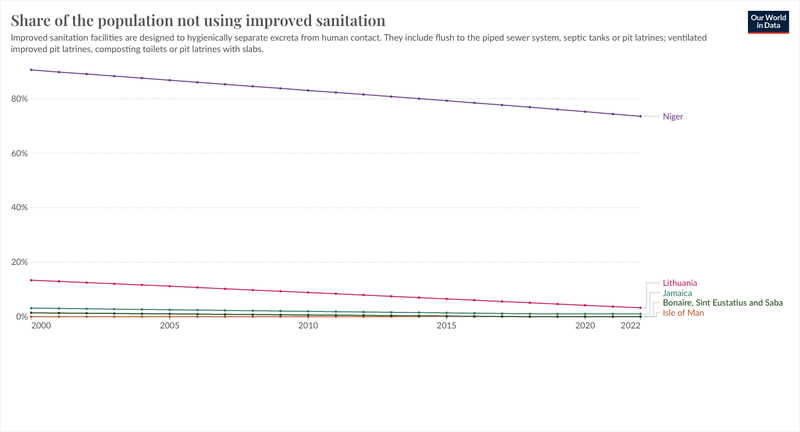 Share of the population not using improved sanitation
Our World
in Data
Improved sanitation facilities are designed to hygienically separate excreta from human contact. They include flush to the piped sewer system, septic tanks or pit latrines; ventilated
improved pit latrines, composting toilets or pit latrines with slabs.
80%
60%
40%
20%
0%
2000
2005
2010
2015
2020
2022
Niger
Lithuania
Jamaica
Bonaire, Sint Eustatius and Saba
Isle of Man